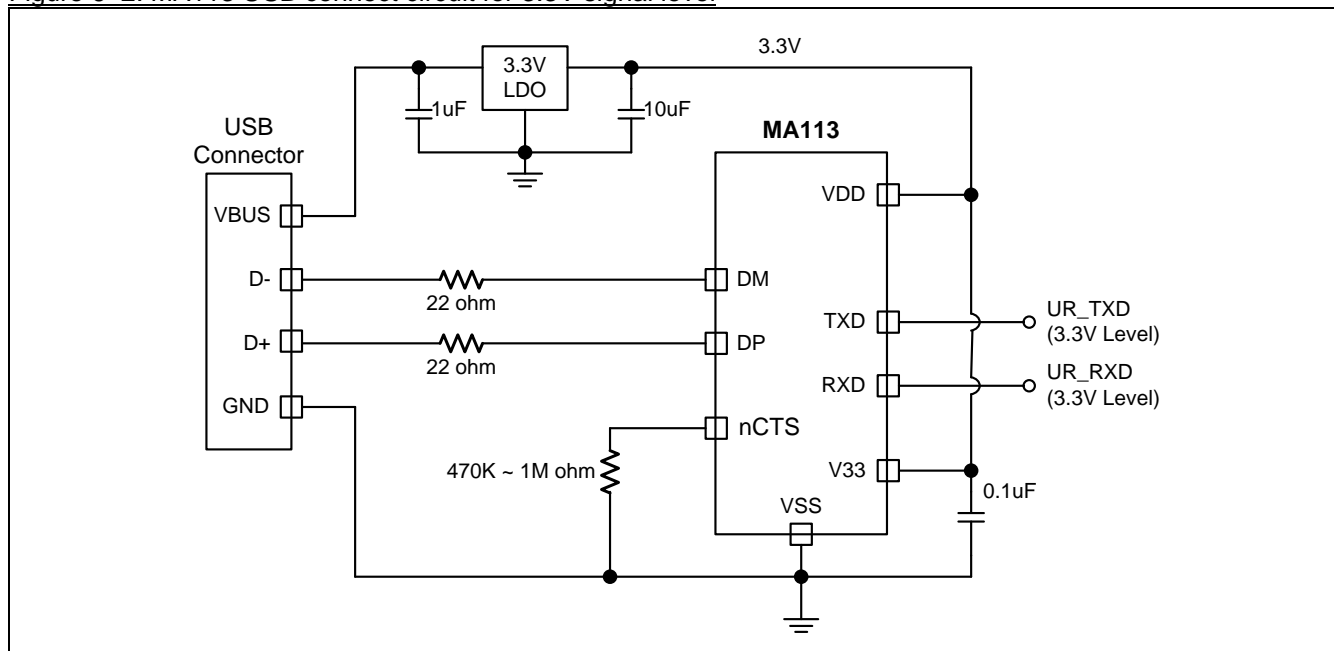 3.3V
3.3V
LDO
1uF
10uF
MA113
USB
Connector
VBUS
VDD
D-
22 ohm
DM
TXD
UR_TXD
(3.3V Level)
D+
22 ohm
DP
RXD
UR_RXD
(3.3V Level)
GND
nCTS
470K ~ 1M ohm
V33
0.1uF
VSS